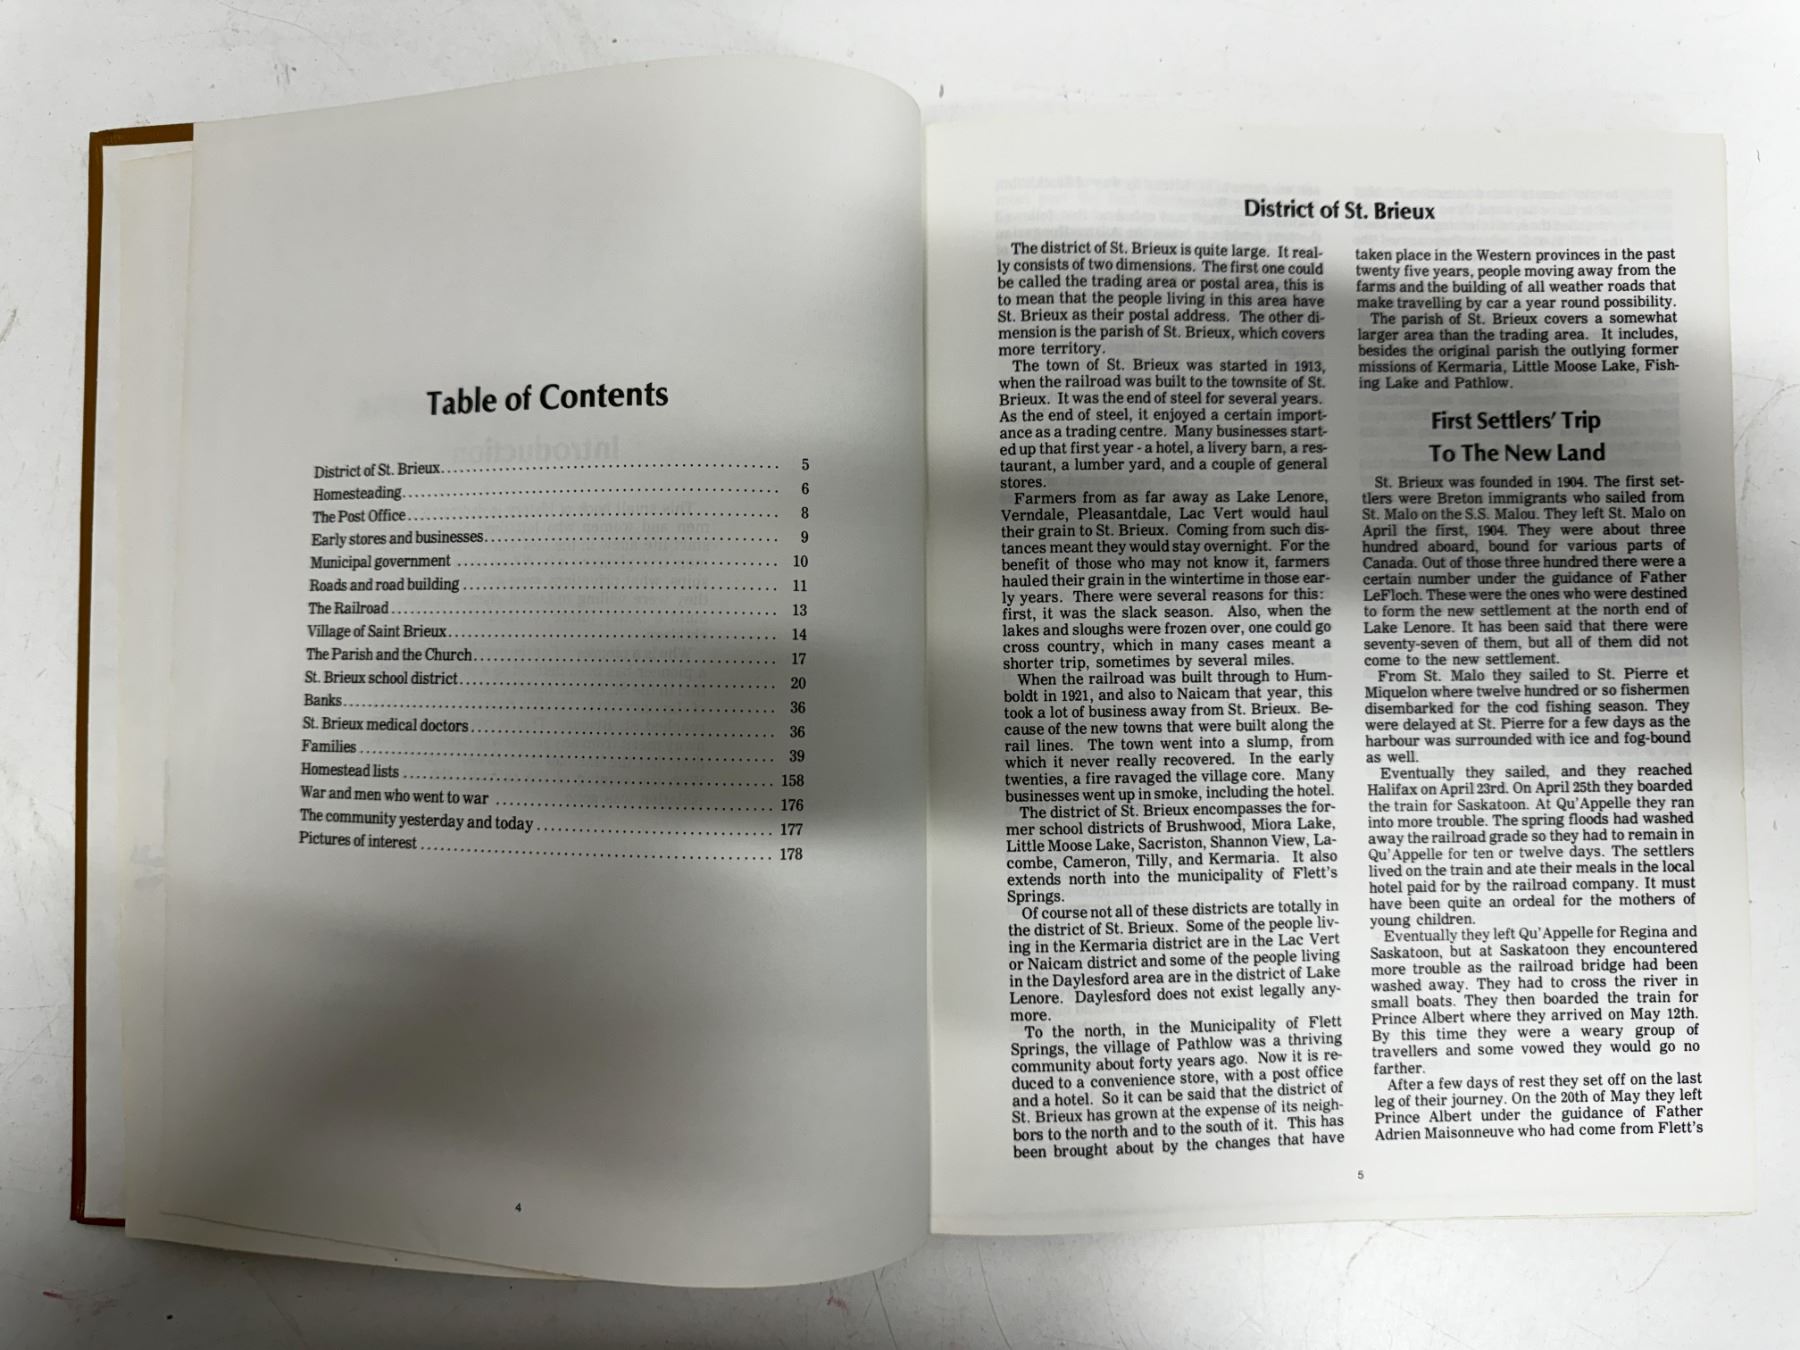 Table of Contents
District of St. Brieux................................................ 5
Homesteading........................................................ 6
The Post Office....................................................... 8
Early stores and businesses.......................................... 9
Municipal government .............................................. 10
Roads and road building ............................................. 11
The Railroad......................................................... 13
Village of Saint Brieux............................................... 14
The Parish and the Church........................................... 17
St. Brieux school district............................................. 20
Banks................................................................ 36
St. Brieux medical doctors........................................... 36
Families ............................................................. 39
Homestead lists ..................................................... 158
War and men who went to war ...................................... 176
The community yesterday and today ................................ 177
Pictures of interest .................................................. 178
4
District of St. Brieux
The district of St. Brieux is quite large. It real-
ly consists of two dimensions. The first one could
be called the trading area or postal area, this is
to mean that the people living in this area have
St. Brieux as their postal address. The other di-
mension is the parish of St. Brieux, which covers
more territory.
The town of St. Brieux was started in 1913,
when the railroad was built to the townsite of St.
Brieux. It was the end of steel for several years.
As the end of steel, it enjoyed a certain import-
ance as a trading centre. Many businesses start-
ed up that first year - a hotel, a livery barn, a res-
taurant, a lumber yard, and a couple of general
stores.
Farmers from as far away as Lake Lenore,
Verndale, Pleasantdale, Lac Vert would haul
their grain to St. Brieux. Coming from such dis-
tances meant they would stay overnight. For the
benefit of those who may not know it, farmers
hauled their grain in the wintertime in those ear-
ly years. There were several reasons for this:
first, it was the slack season. Also, when the
lakes and sloughs were frozen over, one could go
cross country, which in many cases meant a
shorter trip, sometimes by several miles.
When the railroad was built through to Hum-
boldt in 1921, and also to Naicam that year, this
took a lot of business away from St. Brieux. Be-
cause of the new towns that were built along the
rail lines. The town went into a slump, from
which it never really recovered. In the early
twenties, a fire ravaged the village core. Many
businesses went up in smoke, including the hotel.
The district of St. Brieux encompasses the for-
mer school districts of Brushwood, Miora Lake,
Little Moose Lake, Sacriston, Shannon View, La-
combe, Cameron, Tilly, and Kermaria. It also
extends north into the municipality of Flett's
Springs.
Of course not all of these districts are totally in
the district of St. Brieux. Some of the people liv-
ing in the Kermaria district are in the Lac Vert
or Naicam district and some of the people living
in the Daylesford area are in the district of Lake
Lenore. Daylesford does not exist legally any-
more.
To the north, in the Municipality of Flett
Springs, the village of Pathlow was a thriving
community about forty years ago. Now it is re-
duced to a convenience store, with a post office
and a hotel. So it can be said that the district of
St. Brieux has grown at the expense of its neigh-
bors to the north and to the south of it. This has
been brought about by the changes that have
taken place in the Western provinces in the past
twenty five years, people moving away from the
farms and the building of all weather roads that
make travelling by car a year round possibility.
The parish of St. Brieux covers a somewhat
larger area than the trading area. It includes,
besides the original parish the outlying former
missions of Kermaria, Little Moose Lake, Fish-
ing Lake and Pathlow.
First Settlers' Trip
To The New Land
St. Brieux was founded in 1904. The first set-
tlers were Breton immigrants who sailed from
St. Malo on the S.S. Malou. They left St. Malo on
April the first, 1904. They were about three
hundred aboard, bound for various parts of
Canada. Out of those three hundred there were a
certain number under the guidance of Father
LeFloch. These were the ones who were destined
to form the new settlement at the north end of
Lake Lenore. It has been said that there were
seventy-seven of them, but all of them did not
come to the new settlement.
From St. Malo they sailed to St. Pierre et
Miquelon where twelve hundred or so fishermen
disembarked for the cod fishing season. They
were delayed at St. Pierre for a few days as the
harbour was surrounded with ice and fog-bound
as well.
Eventually they sailed, and they reached
Halifax on April 23rd. On April 25th they boarded
the train for Saskatoon. At Qu'Appelle they ran
into more trouble. The spring floods had washed
away the railroad grade so they had to remain in
Qu'Appelle for ten or twelve days. The settlers
lived on the train and ate their meals in the local
hotel paid for by the railroad company. It must
have been quite an ordeal for the mothers of
young children.
Eventually they left Qu'Appelle for Regina and
Saskatoon, but at Saskatoon they encountered
more trouble as the railroad bridge had been
washed away. They had to cross the river in
small boats. They then boarded the train for
Prince Albert where they arrived on May 12th.
By this time they were a weary group of
travellers and some vowed they would go no
farther.
After a few days of rest they set off on the last
leg of their journey. On the 20th of May they left
Prince Albert under the guidance of Father
Adrien Maisonneuve who had come from Flett's
5